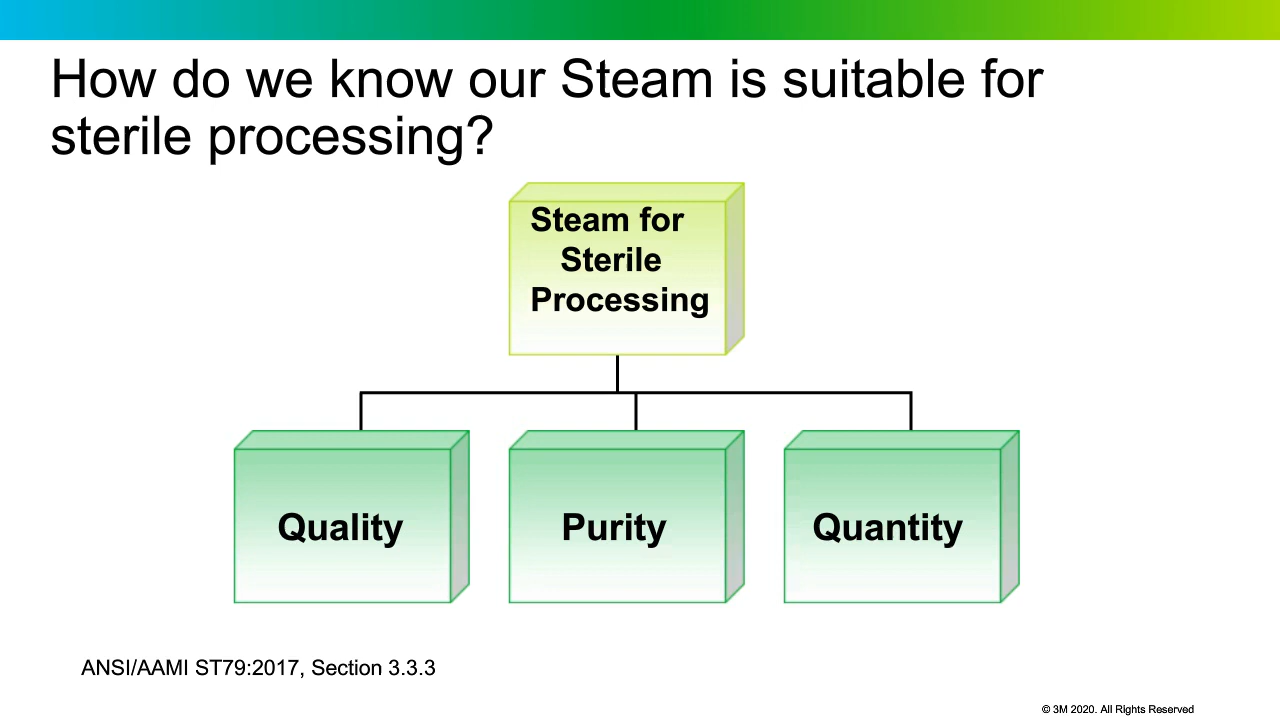 How do we know our Steam is suitable for
sterile processing?
Steam for
Sterile
Processing
Quality
Purity
Quantity
ANSI/AAMI ST79:2017, Section 3.3.3
© 3M 2020. All Rights Reserved